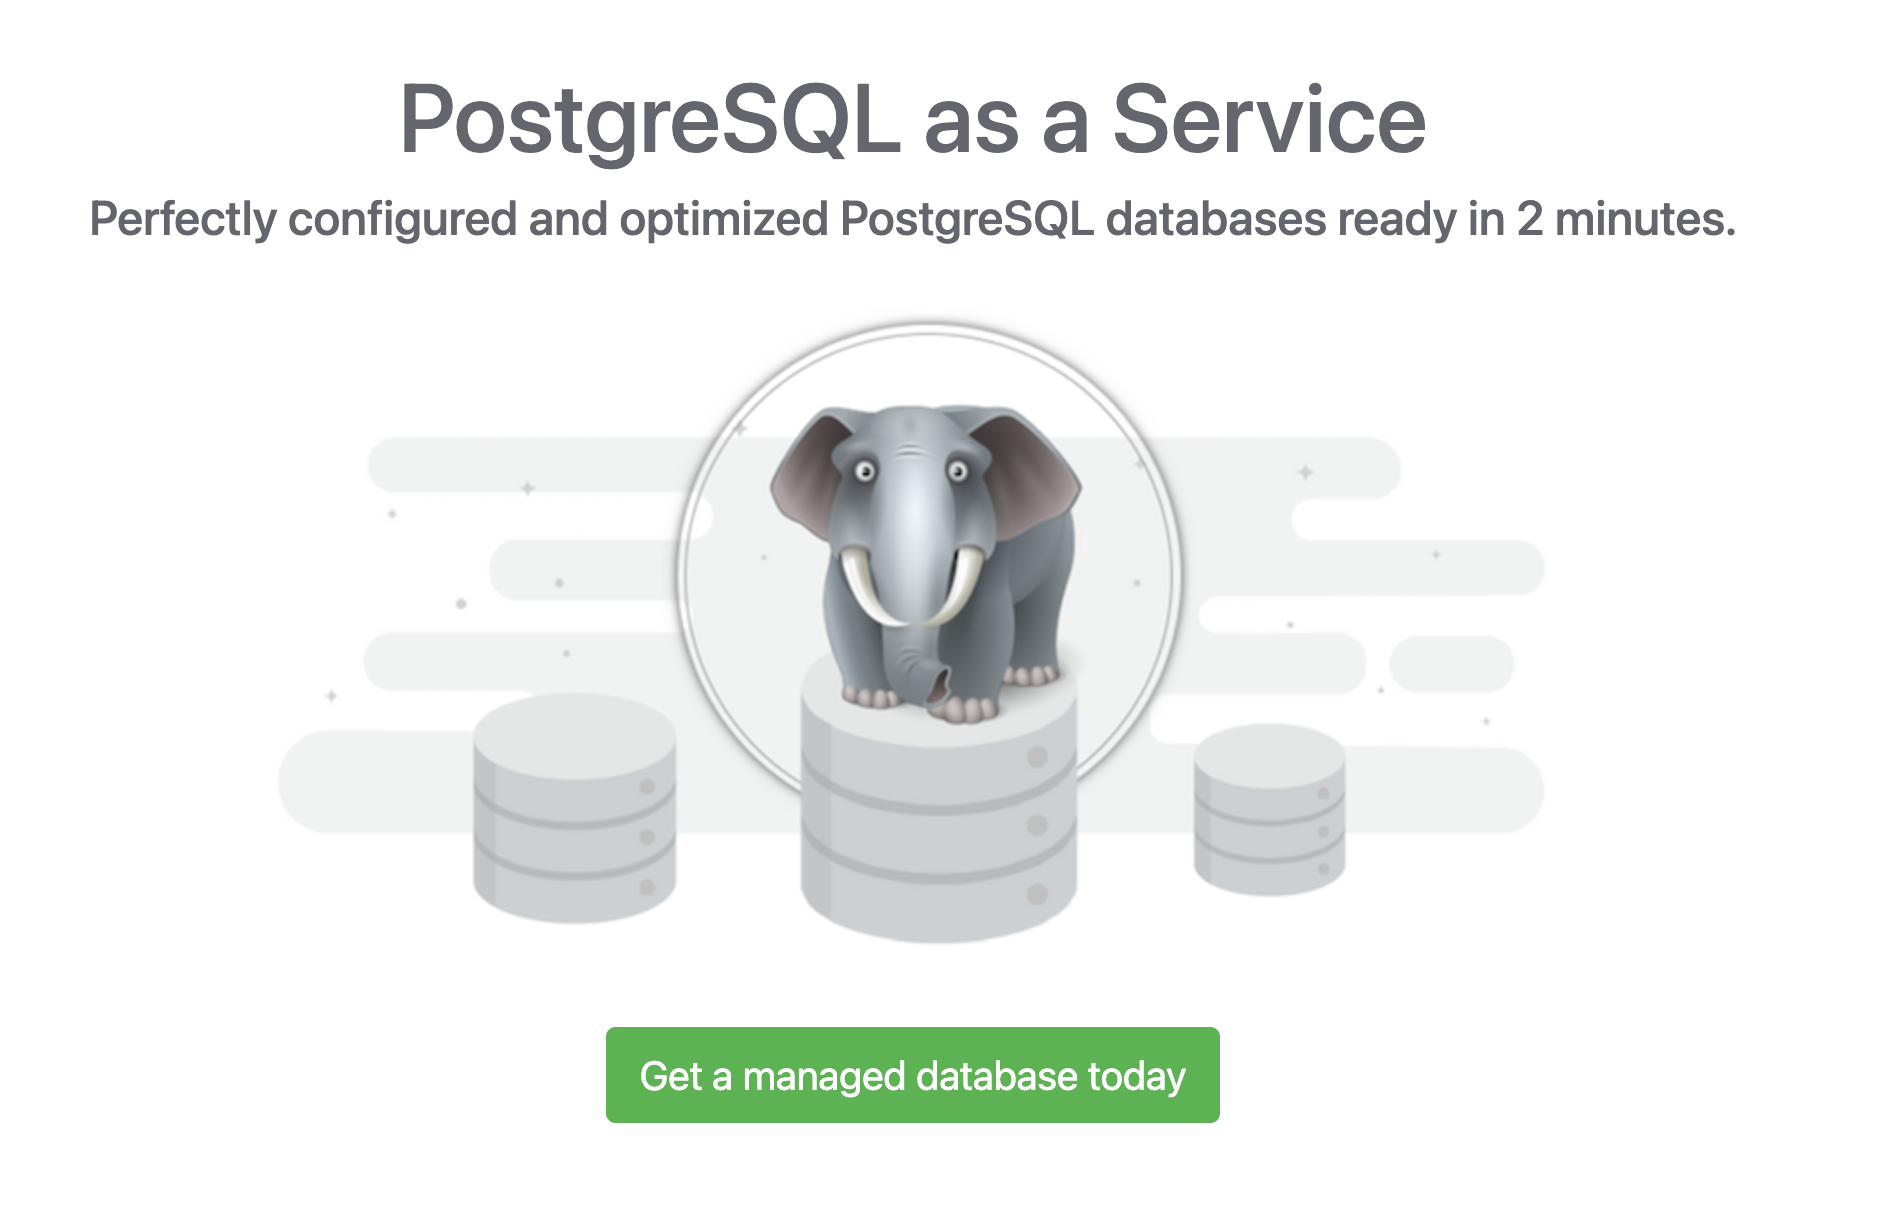 PostgreSQL as a Service
Perfectly configured and optimized PostgreSQL databases ready in 2 minutes.
Get a managed database today